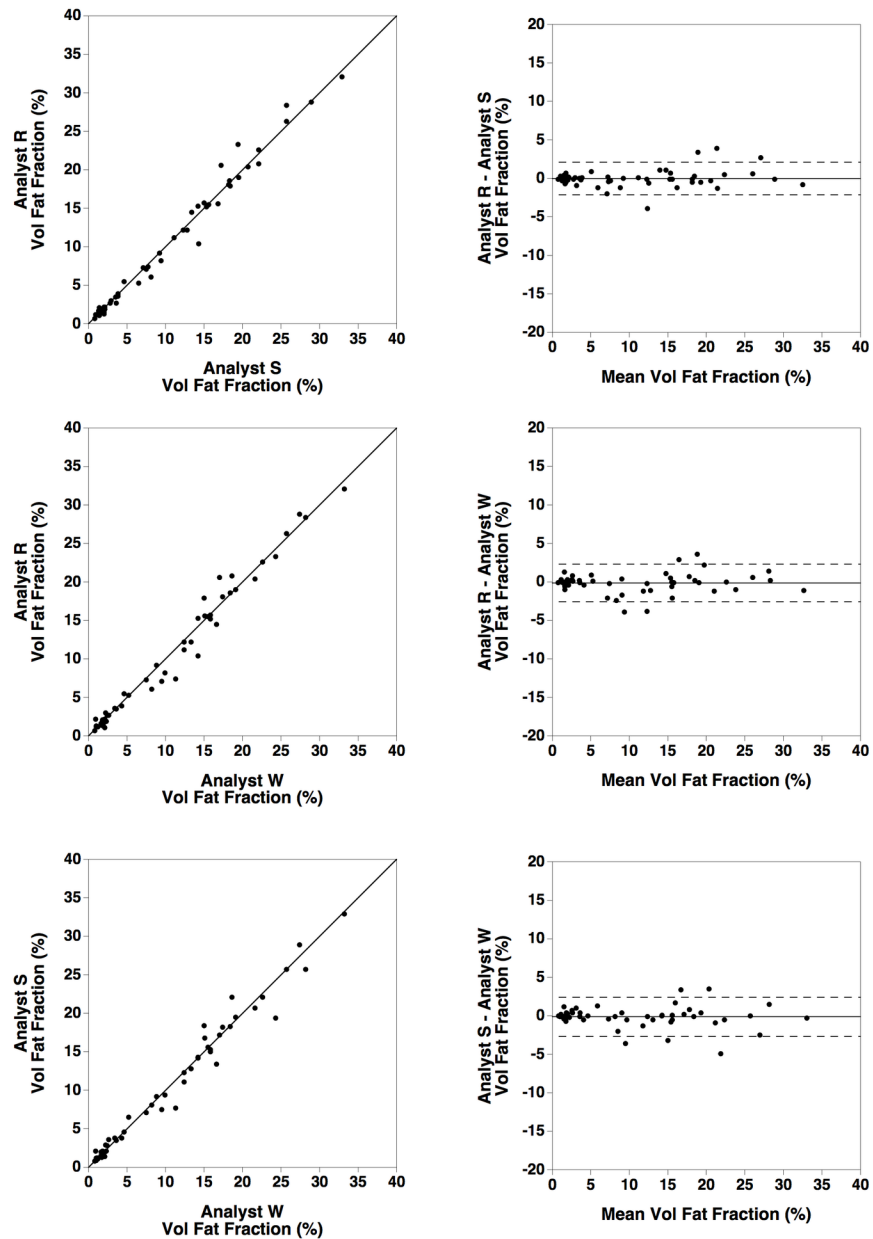 40
35
30
25
20
15
10
5
0
Analyst R
Vol Fat Fraction (%)
0 5 10 15 20 25 30 35 40
Analyst S
Vol Fat Fraction (%)
20
15
10
5
0
-5
-10
-15
-20
Analyst R - Analyst S
Vol Fat Fraction (%)
0 5 10 15 20 25 30 35 40
Mean Vol Fat Fraction (%)
40
35
30
25
20
15
10
5
0
Analyst R
Vol Fat Fraction (%)
0 5 10 15 20 25 30 35 40
Analyst W
Vol Fat Fraction (%)
20
15
10
5
0
-5
-10
-15
-20
Analyst R - Analyst W
Vol Fat Fraction (%)
0 5 10 15 20 25 30 35 40
Mean Vol Fat Fraction (%)
40
35
30
25
20
15
10
5
0
Analyst S
Vol Fat Fraction (%)
0 5 10 15 20 25 30 35 40
Analyst W
Vol Fat Fraction (%)
20
15
10
5
0
-5
-10
-15
-20
Analyst S - Analyst W
Vol Fat Fraction (%)
0 5 10 15 20 25 30 35 40
Mean Vol Fat Fraction (%)